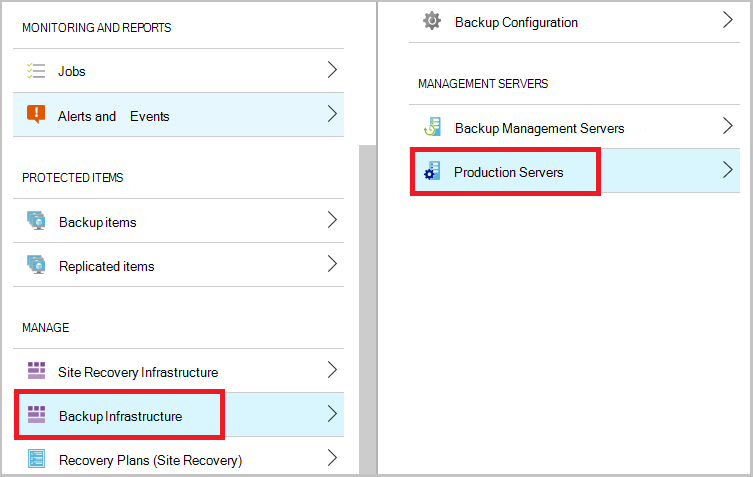 MONITORING AND REPORTS
Jobs
Alerts and Events
PROTECTED ITEMS
Backup items
Replicated items
MANAGE
Site Recovery Infrastructure
Backup Infrastructure
Recovery Plans (Site Recovery)
Backup Configuration
MANAGEMENT SERVERS
Backup Management Servers
Production Servers